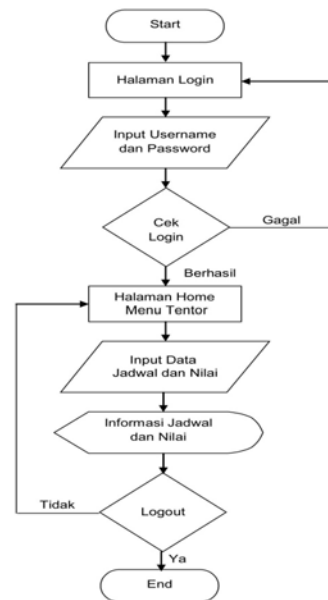 Start
Halaman Login
Input Username
dan Password
Cek
Login
Gagal
Berhasil
Halaman Home
Menu Tentor
Input Data
Jadwal dan Nilai
Informasi Jadwal
dan Nilai
Tidak
Logout
Ya
End